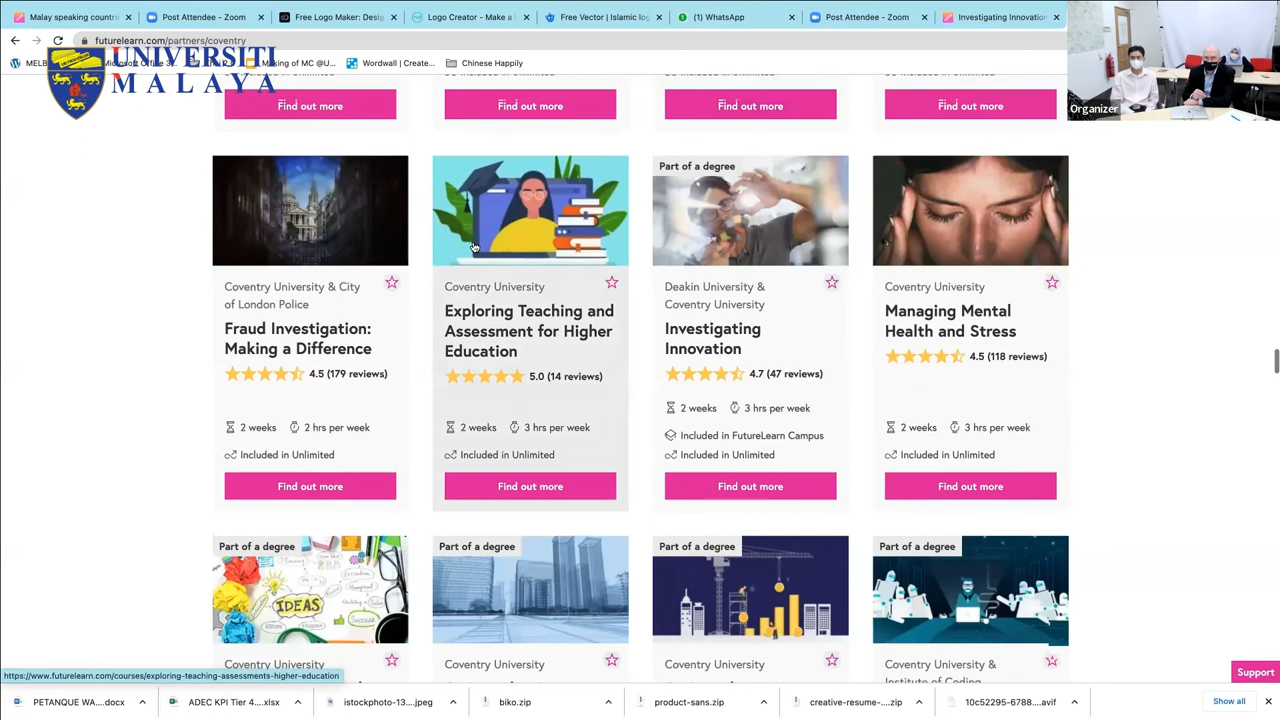 Malay speaking countri
Post Attendee - Zoom
Free Logo Maker: Desig
Logo Creator - Make a
Free Vector | Islamic lo
(1) WhatsApp
Post Attendee - Zoom
Investigating Innovation
futurelearn.com/partners/coventry
Making of MC @U...
Wordwall | Create...
Chinese Happily
UNIVERSITI
MALAYA
Organizer
Find out more
Find out more
Find out more
Find out more
Coventry University & City
of London Police
Fraud Investigation:
Making a Difference
4.5 (179 reviews)
2 weeks
2 hrs per week
Included in Unlimited
Find out more
Coventry University
Exploring Teaching and
Assessment for Higher
Education
5.0 (14 reviews)
2 weeks
3 hrs per week
Included in Unlimited
Find out more
Part of a degree
Deakin University &
Coventry University
Investigating
Innovation
4.7 (47 reviews)
2 weeks
3 hrs per week
Included in FutureLearn Campus
Included in Unlimited
Find out more
Coventry University
Managing Mental
Health and Stress
4.5 (118 reviews)
2 weeks
3 hrs per week
Included in Unlimited
Find out more
Part of a degree
IDEAS
Success
Coventry University
Part of a degree
Coventry University
Part of a degree
Coventry University
Part of a degree
Coventry University &
Institute of Coding
Support
https://www.futurelearn.com/courses/exploring-teaching-assessments-higher-education
PETANQUE WA....docx
ADEC KPI Tier 4....xlsx
istockphoto-13....jpeg
biko.zip
product-sans.zip
creative-resume-....zip
10c52295-6788....avif
Show all